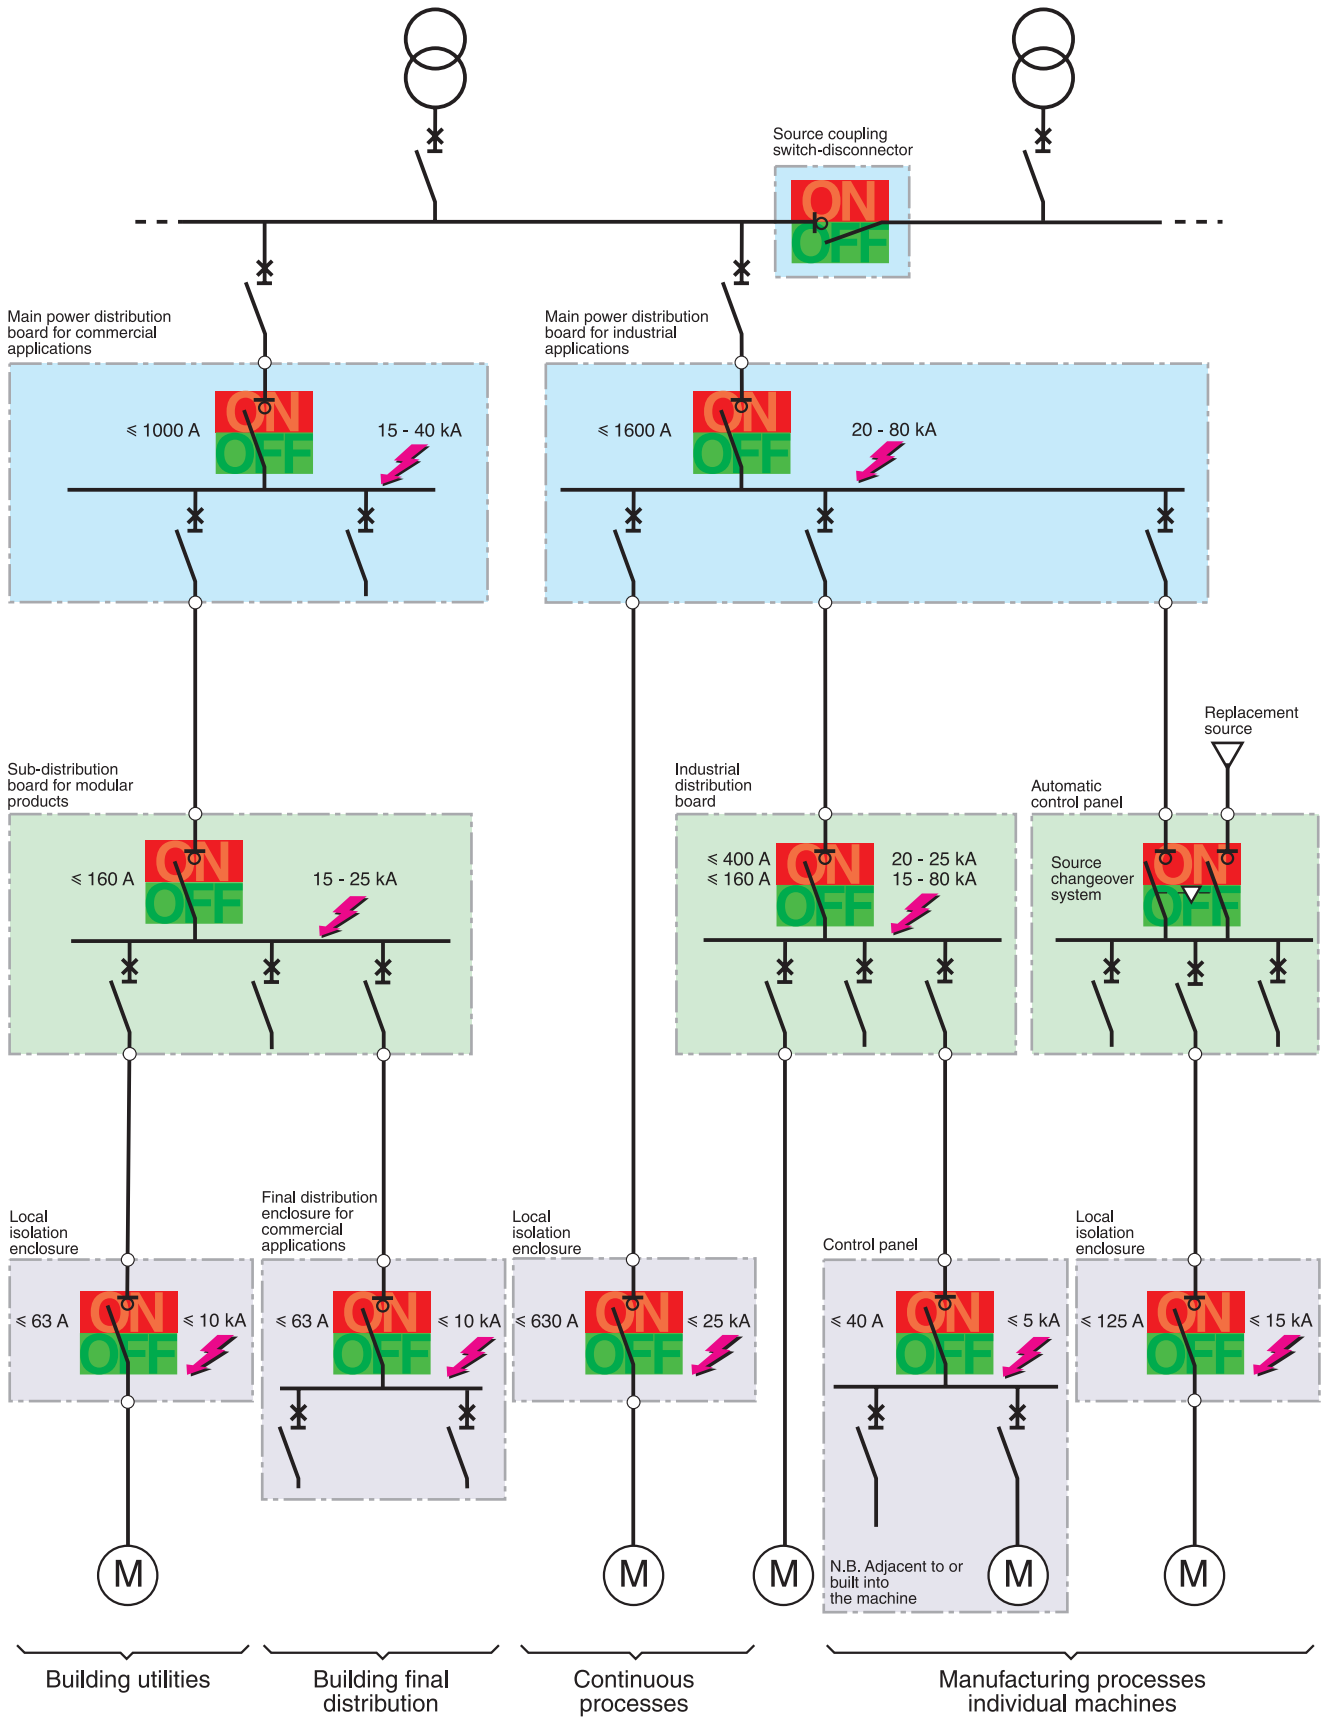 Source coupling
switch-disconnector
ON
OFF
Main power distribution
board for commercial
applications
≤ 1000 A
ON
OFF
15 - 40 kA
Main power distribution
board for industrial
applications
≤ 1600 A
ON
OFF
20 - 80 kA
Replacement
source
Sub-distribution
board for modular
products
≤ 160 A
ON
OFF
15 - 25 kA
Industrial
distribution
board
≤ 400 A
≤ 160 A
ON
OFF
20 - 25 kA
15 - 80 kA
Automatic
control panel
Source
changeover
system
ON
OFF
Local
isolation
enclosure
≤ 63 A
ON
OFF
≤ 10 kA
Final distribution
enclosure for
commercial
applications
≤ 63 A
ON
OFF
≤ 10 kA
Local
isolation
enclosure
≤ 630 A
ON
OFF
≤ 25 kA
Control panel
≤ 40 A
ON
OFF
≤ 5 kA
Local
isolation
enclosure
≤ 125 A
ON
OFF
≤ 15 kA
M
M
M
N.B. Adjacent to or
built into
the machine
M
M
Building utilities
Building final
distribution
Continuous
processes
Manufacturing processes
individual machines